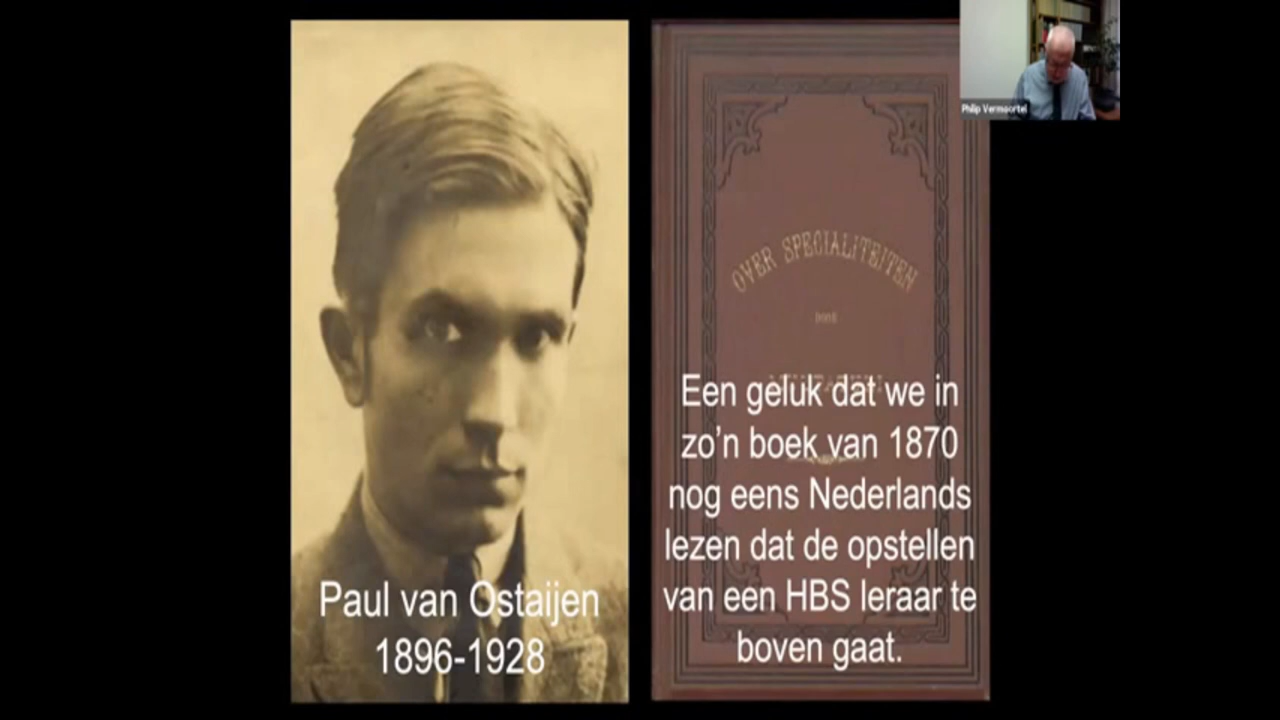 Philip Vermoortel
OVER SPECIALITEITEN
DOOR
Een geluk dat we in
zo’n boek van 1870
nog eens Nederlands
lezen dat de opstellen
van een HBS leraar te
boven gaat.
Paul van Ostaijen
1896-1928